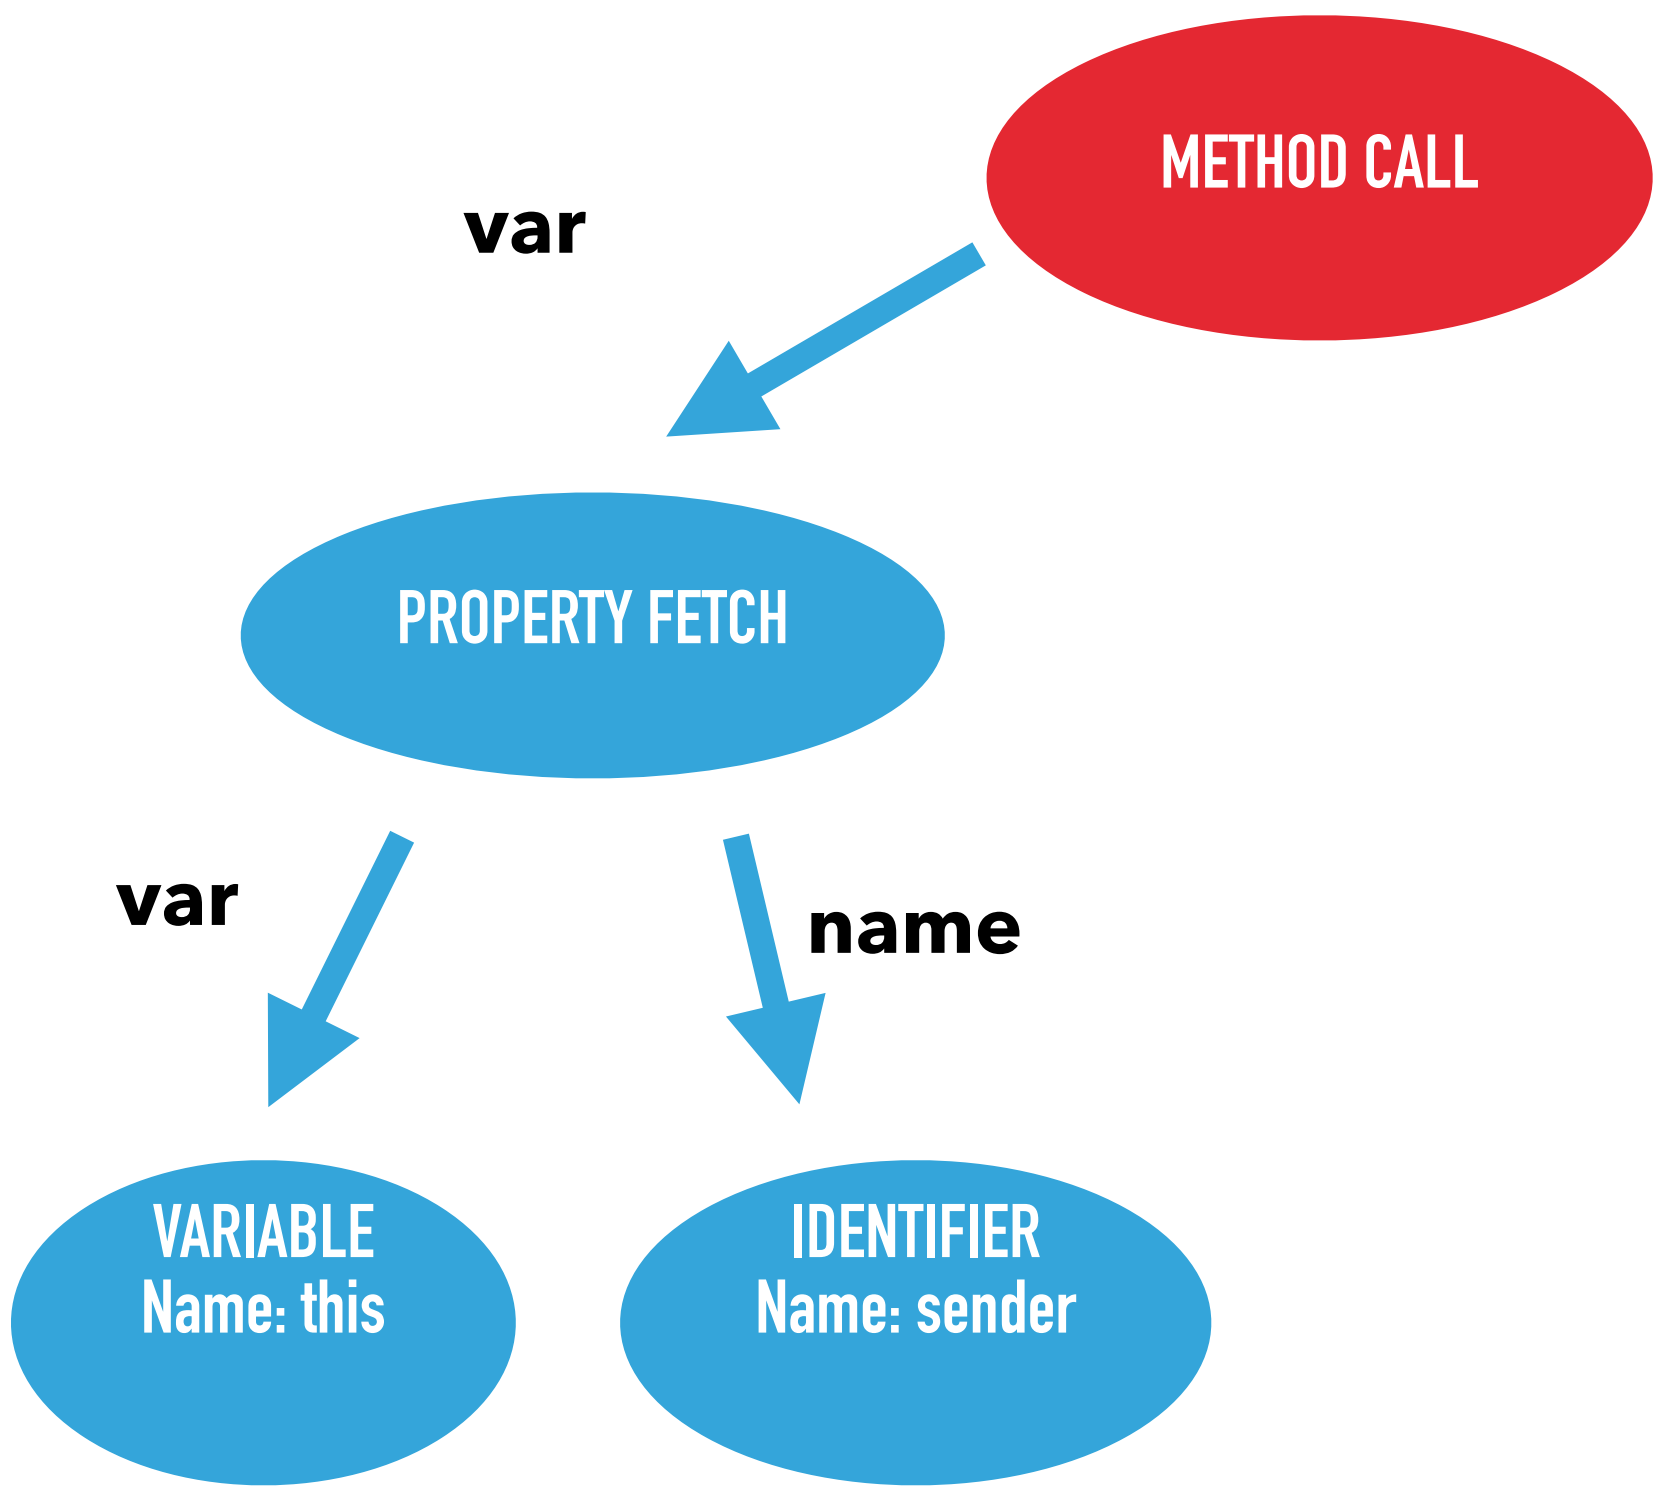 METHOD CALL
var
PROPERTY FETCH
var
name
VARIABLE
Name: this
IDENTIFIER
Name: sender